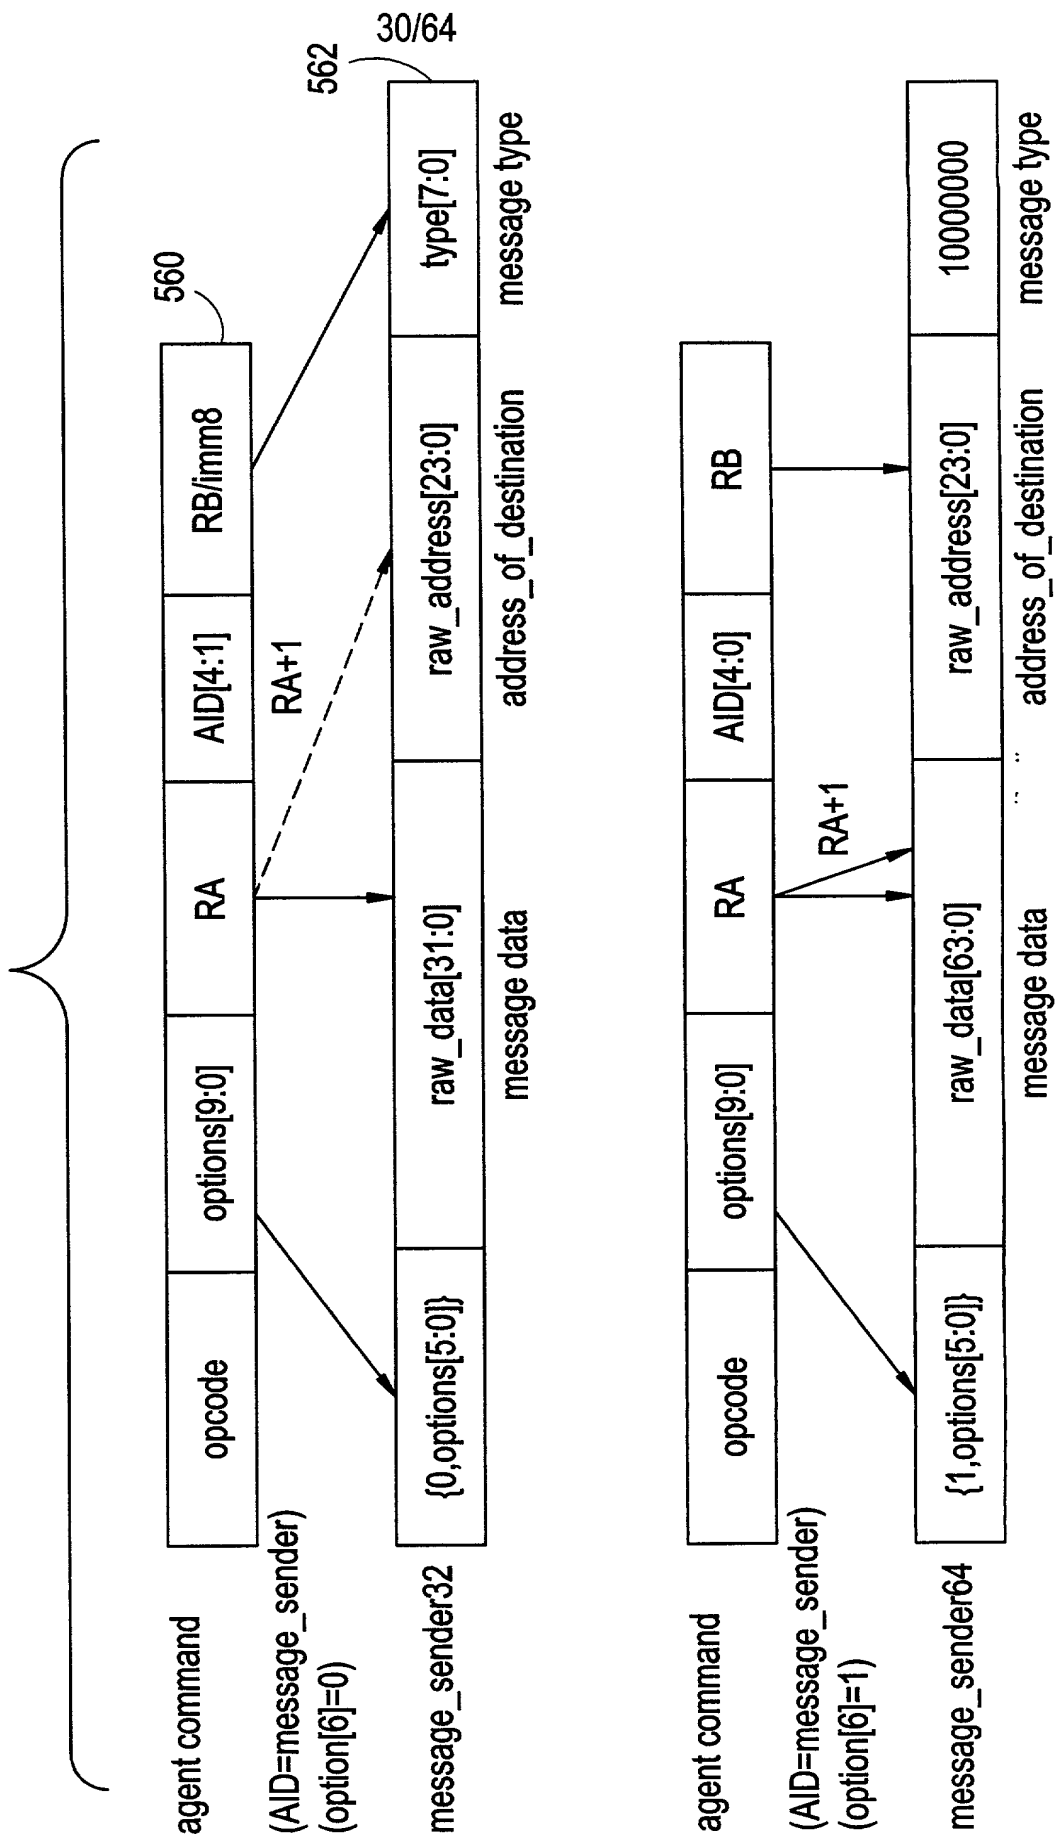 30/64
560
562
agent command
opcode
options[9:0]
RA
AID[4:1]
RB/imm8
(AID=message_sender)
(option[6]=0)
RA+1
message_sender32
{0,options[5:0]}
raw_data[31:0]
raw_address[23:0]
type[7:0]
message data
address_of_destination
message type
agent command
opcode
options[9:0]
RA
AID[4:0]
RB
(AID=message_sender)
(option[6]=1)
RA+1
message_sender64
{1,options[5:0]}
raw_data[63:0]
raw_address[23:0]
10000000
message data
address_of_destination
message type